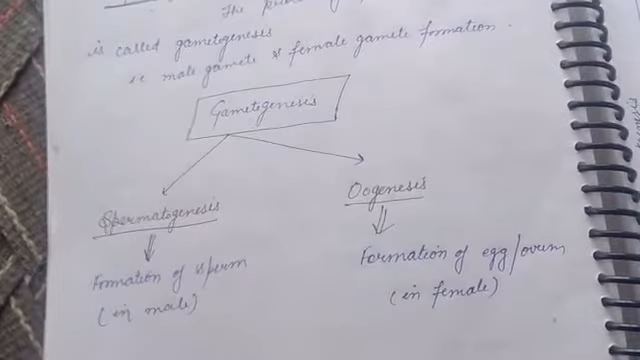 The
is called gametogenesis
i.e male gamete & female gamete formation.
Gametogenesis
Spermatogenesis
Oogenesis
Formation of sperm
(in male)
Formation of egg/ovum
(in female)